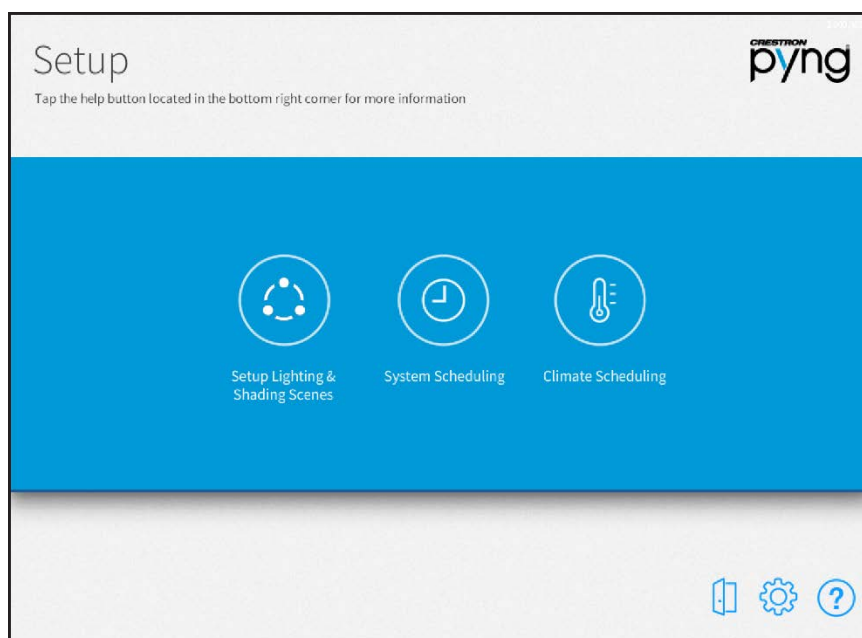 Setup
CRESTRON
pyng
Tap the help button located in the bottom right corner for more information
Setup Lighting &
Shading Scenes
System Scheduling
Climate Scheduling
?